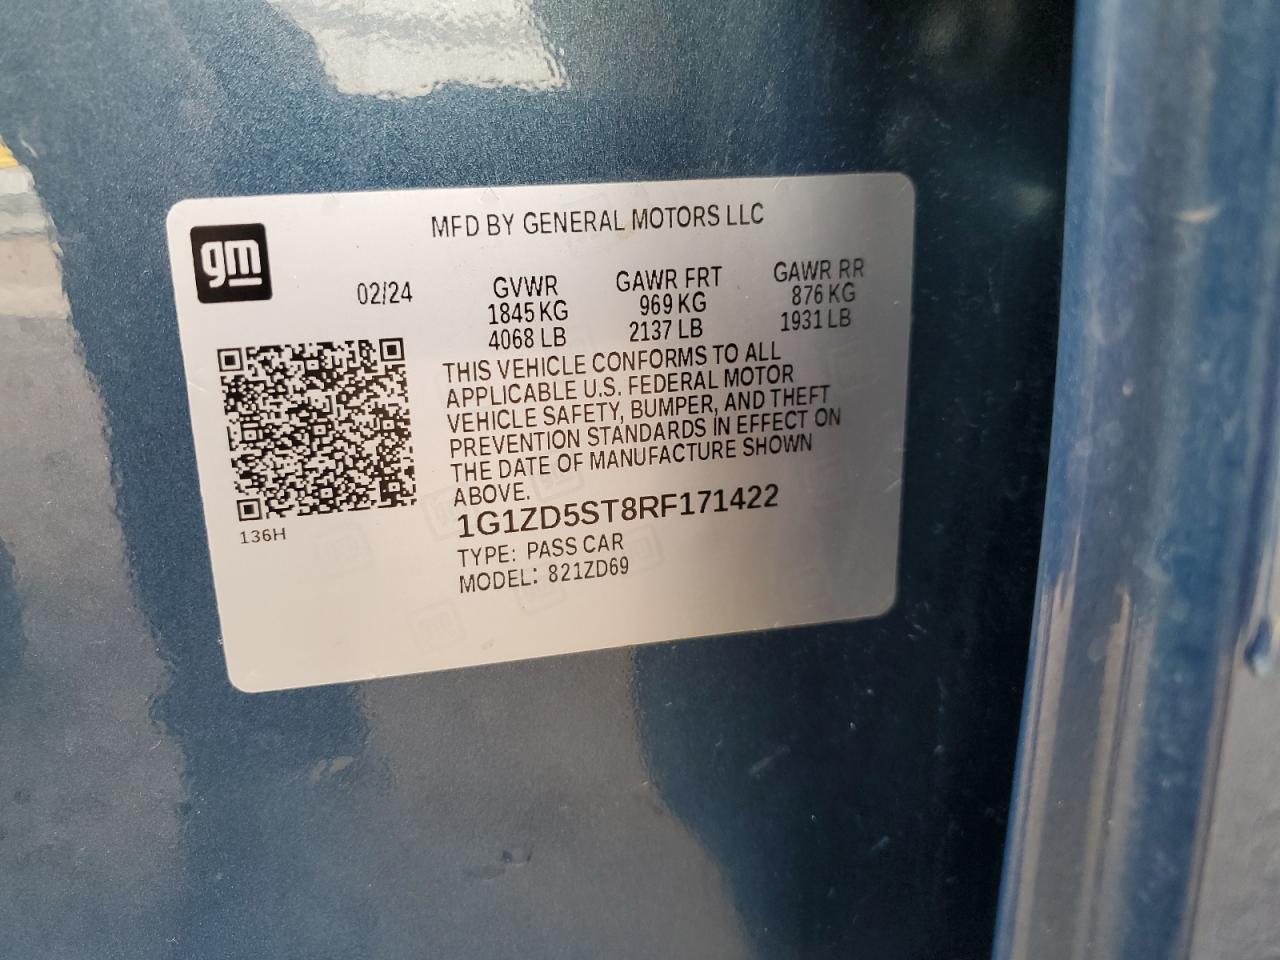 MFD BY GENERAL MOTORS LLC
gm
02/24
GVWR
1845 KG
4068 LB
GAWR FRT
969 KG
2137 LB
GAWR RR
876 KG
1931 LB
THIS VEHICLE CONFORMS TO ALL
APPLICABLE U.S. FEDERAL MOTOR
VEHICLE SAFETY, BUMPER, AND THEFT
PREVENTION STANDARDS IN EFFECT ON
THE DATE OF MANUFACTURE SHOWN
ABOVE.
136H
1G1ZD5ST8RF171422
TYPE: PASS CAR
MODEL: 821ZD69